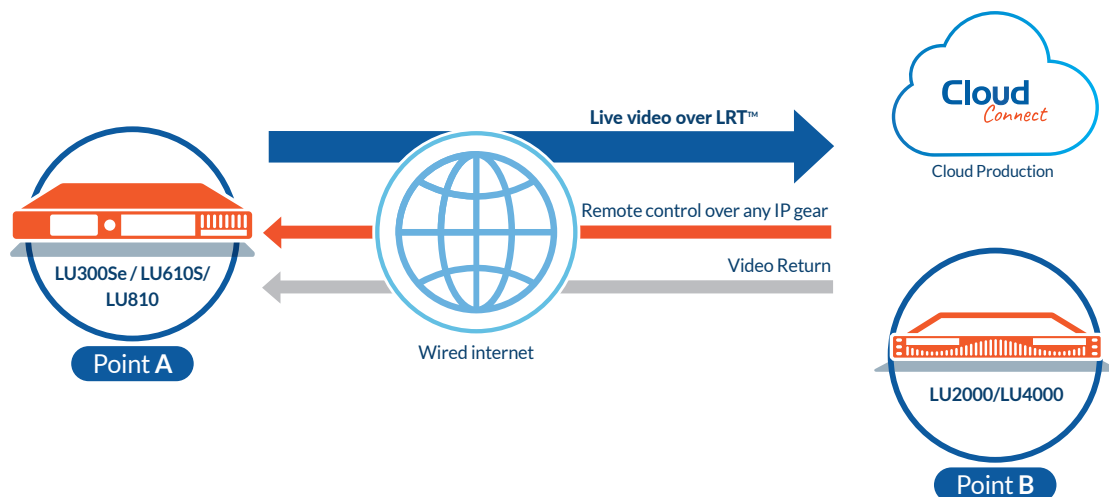 Live video over LRT™
Cloud
Connect
Cloud Production
Remote control over any IP gear
Video Return
LU300Se / LU610S/
LU810
Point A
Wired internet
LU2000/LU4000
Point B